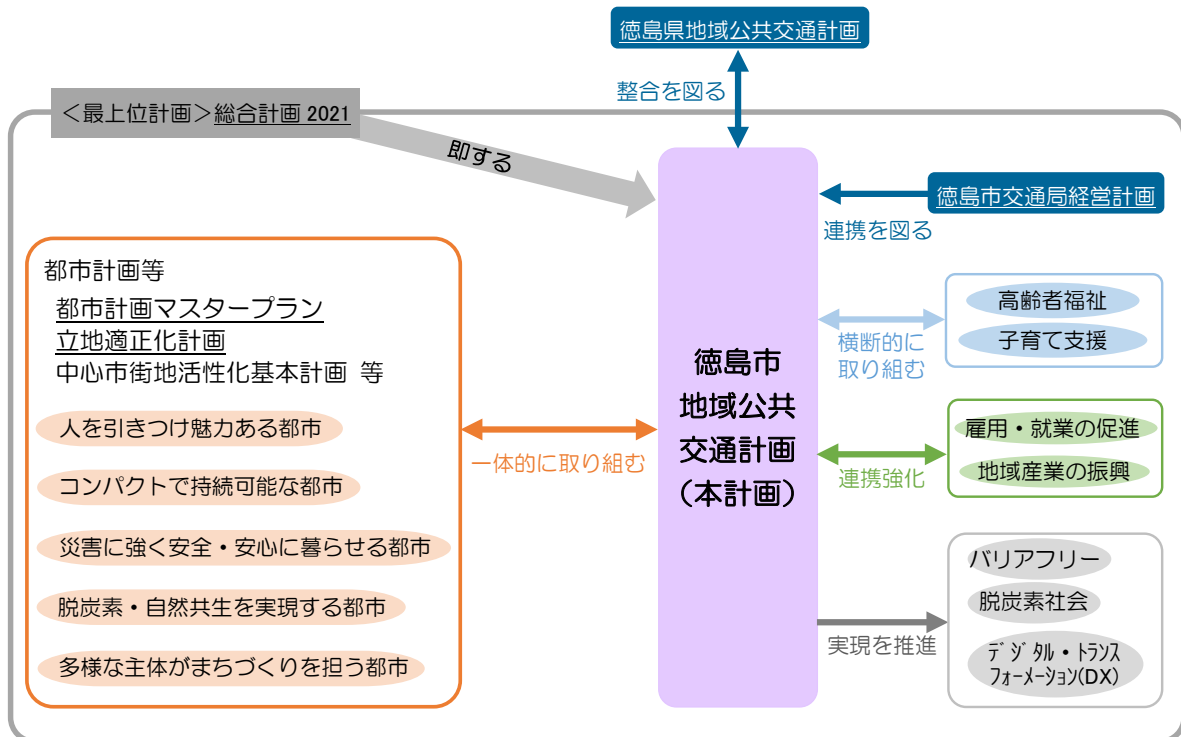 徳島県地域公共交通計画
整合を図る
＜最上位計画＞総合計画 2021
即する
徳島市交通局経営計画
連携を図る
都市計画等
都市計画マスタープラン
立地適正化計画
中心市街地活性化基本計画 等
人を引きつけ魅力ある都市
コンパクトで持続可能な都市
災害に強く安全・安心に暮らせる都市
脱炭素・自然共生を実現する都市
多様な主体がまちづくりを担う都市
一体的に取り組む
徳島市
地域公共
交通計画
（本計画）
高齢者福祉
子育て支援
横断的に
取り組む
雇用・就業の促進
地域産業の振興
連携強化
バリアフリー
脱炭素社会
ﾃﾞｼﾞﾀﾙ・ﾄﾗﾝｽ
ﾌｫｰﾒｰｼｮﾝ(DX)
実現を推進